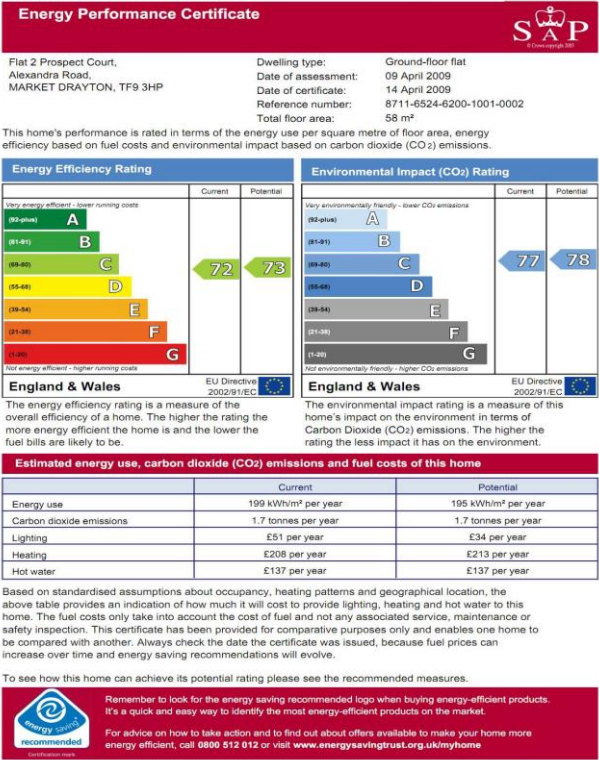 Energy Performance Certificate
SAP
© Crown copyright 2005
Flat 2 Prospect Court,
Alexandra Road,
MARKET DRAYTON, TF9 3HP
Dwelling type: Ground-floor flat
Date of assessment: 09 April 2009
Date of certificate: 14 April 2009
Reference number: 8711-6524-6200-1001-0002
Total floor area: 58 m²
This home's performance is rated in terms of the energy use per square metre of floor area, energy
efficiency based on fuel costs and environmental impact based on carbon dioxide (CO2) emissions.
Energy Efficiency Rating
Current Potential
Very energy efficient - lower running costs
(92-plus) A
(81-91) B
(69-80) C 72 73
(55-68) D
(39-54) E
(21-38) F
(1-20) G
Not energy efficient - higher running costs
England & Wales EU Directive
2002/91/EC
Environmental Impact (CO2) Rating
Current Potential
Very environmentally friendly - lower CO2 emissions
(92-plus) A
(81-91) B
(69-80) C 77 78
(55-68) D
(39-54) E
(21-38) F
(1-20) G
Not environmentally friendly - higher CO2 emissions
England & Wales EU Directive
2002/91/EC
The energy efficiency rating is a measure of the
overall efficiency of a home. The higher the rating the
more energy efficient the home is and the lower the
fuel bills are likely to be.
The environmental impact rating is a measure of this
home's impact on the environment in terms of
Carbon Dioxide (CO2) emissions. The higher the
rating the less impact it has on the environment.
Estimated energy use, carbon dioxide (CO2) emissions and fuel costs of this home
Current Potential
Energy use 199 kWh/m² per year 195 kWh/m² per year
Carbon dioxide emissions 1.7 tonnes per year 1.7 tonnes per year
Lighting £51 per year £34 per year
Heating £208 per year £213 per year
Hot water £137 per year £137 per year
Based on standardised assumptions about occupancy, heating patterns and geographical location, the
above table provides an indication of how much it will cost to provide lighting, heating and hot water to this
home. The fuel costs only take into account the cost of fuel and not any associated service, maintenance or
safety inspection. This certificate has been provided for comparative purposes only and enables one home to
be compared with another. Always check the date the certificate was issued, because fuel prices can
increase over time and energy saving recommendations will evolve.
To see how this home can achieve its potential rating please see the recommended measures.
energy saving
recommended
Certification mark
Remember to look for the energy saving recommended logo when buying energy-efficient products.
It's a quick and easy way to identify the most energy-efficient products on the market.
For advice on how to take action and to find out about offers available to make your home more
energy efficient, call 0800 512 012 or visit www.energysavingtrust.org.uk/myhome